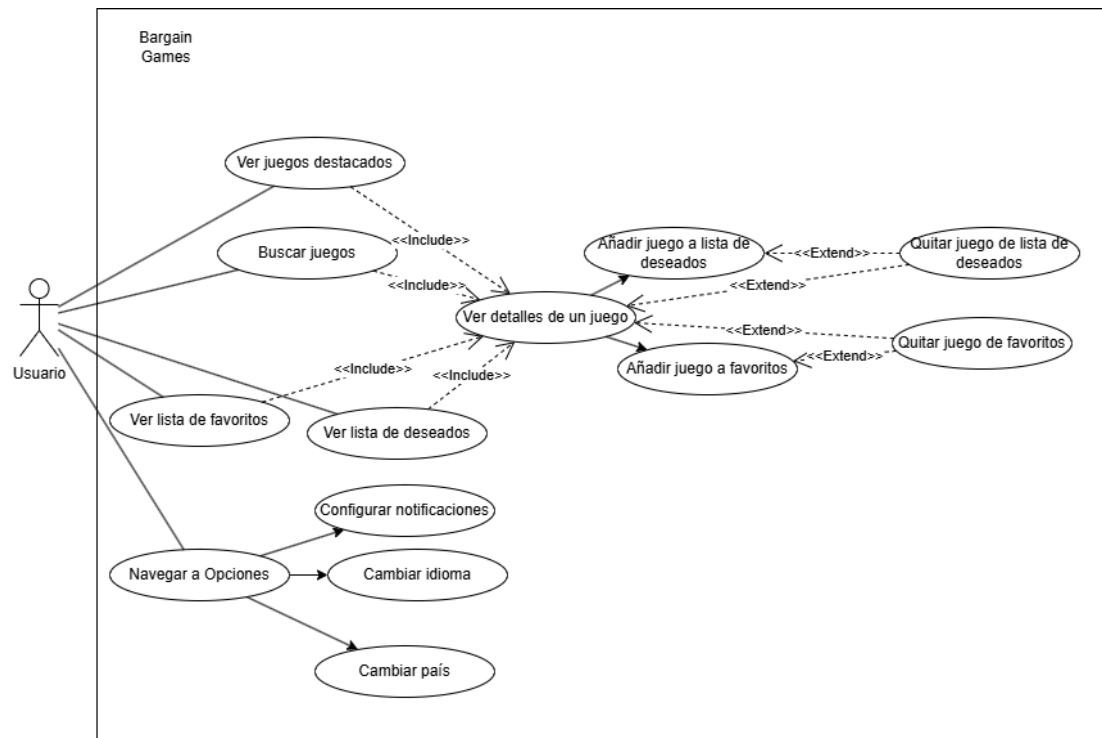 Bargain
Games
Ver juegos destacados
Buscar juegos
<<Include>>
<<Include>>
Añadir juego a lista de
deseados
<<Extend>>
Quitar juego de lista de
deseados
<<Extend>>
Ver detalles de un juego
<<Extend>>
Quitar juego de favoritos
<<Extend>>
Añadir juego a favoritos
Usuario
<<Include>>
<<Include>>
Ver lista de favoritos
Ver lista de deseados
Configurar notificaciones
Navegar a Opciones
Cambiar idioma
Cambiar país